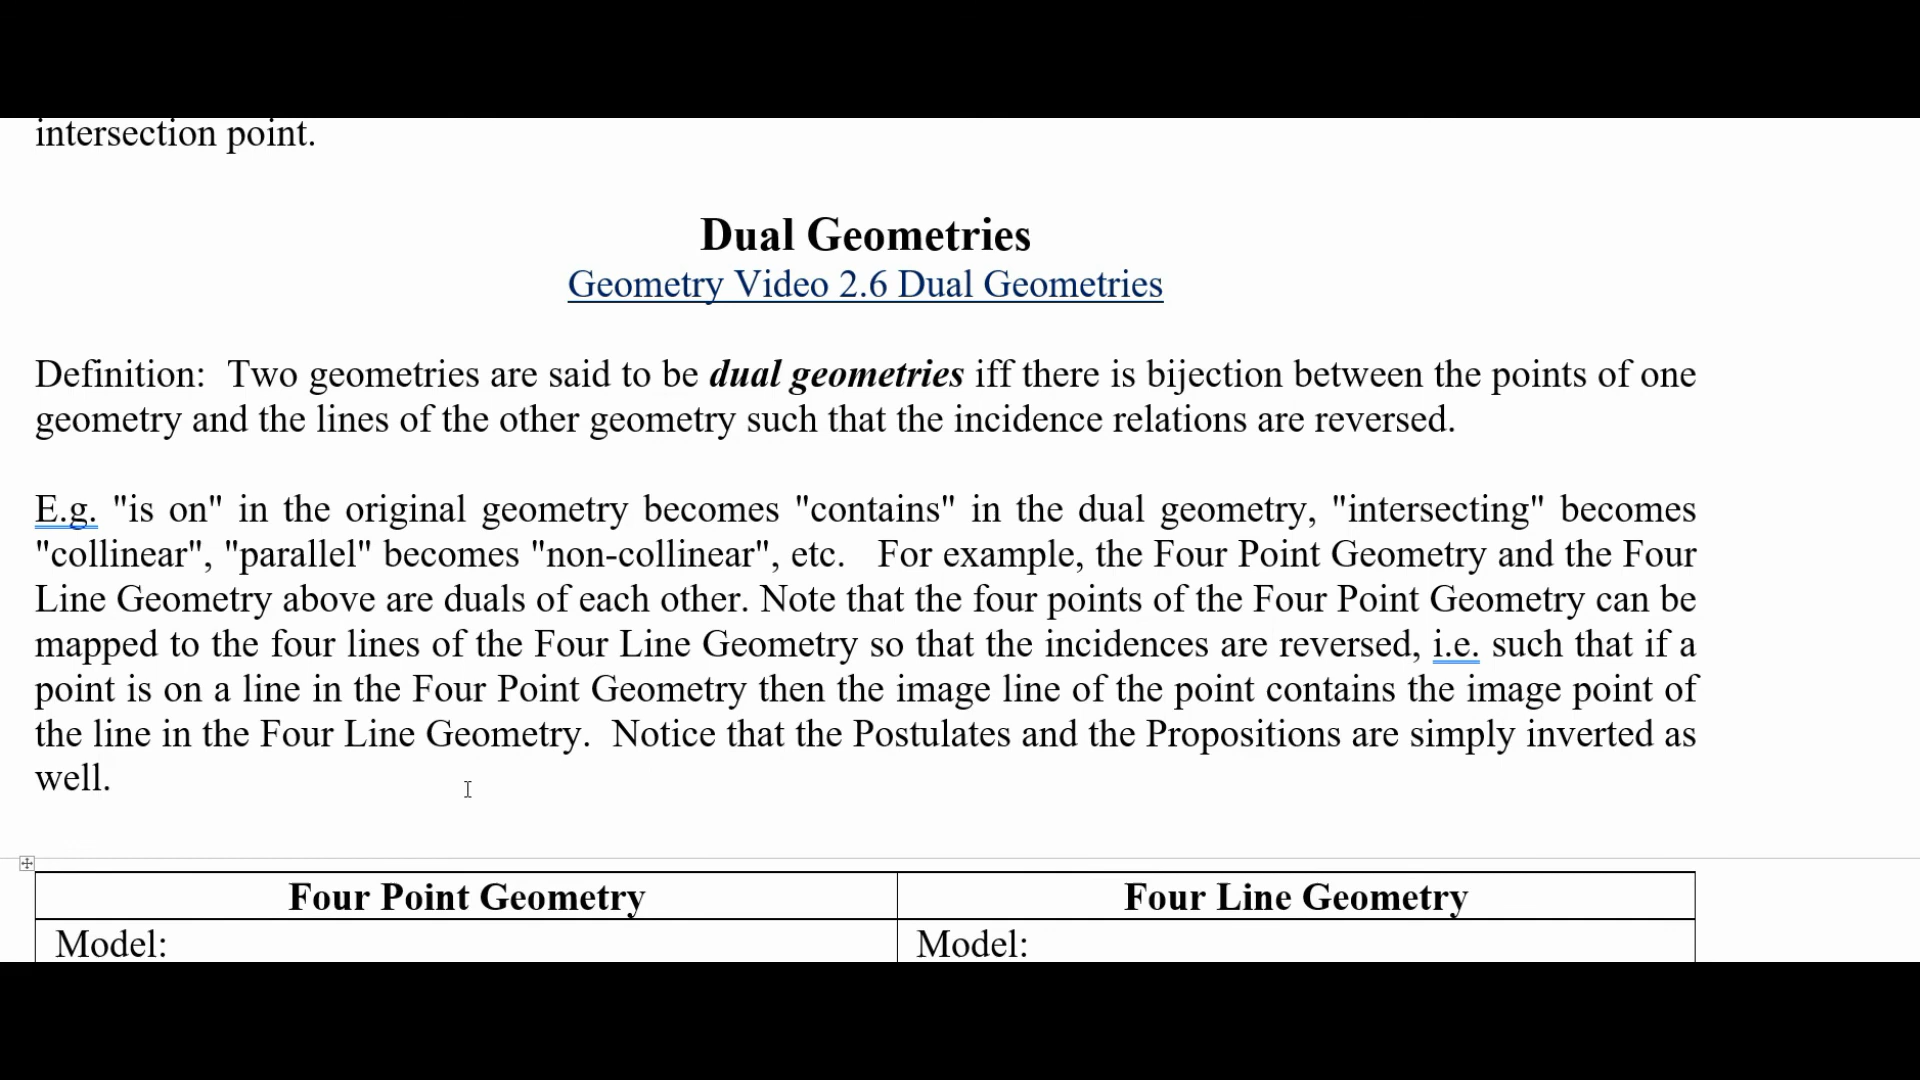 intersection point.
Dual Geometries
Geometry Video 2.6 Dual Geometries
Definition: Two geometries are said to be dual geometries iff there is bijection between the points of one
geometry and the lines of the other geometry such that the incidence relations are reversed.
E.g. "is on" in the original geometry becomes "contains" in the dual geometry, "intersecting" becomes
"collinear", "parallel" becomes "non-collinear", etc. For example, the Four Point Geometry and the Four
Line Geometry above are duals of each other. Note that the four points of the Four Point Geometry can be
mapped to the four lines of the Four Line Geometry so that the incidences are reversed, i.e. such that if a
point is on a line in the Four Point Geometry then the image line of the point contains the image point of
the line in the Four Line Geometry. Notice that the Postulates and the Propositions are simply inverted as
well.
Four Point Geometry
Four Line Geometry
Model:
Model: